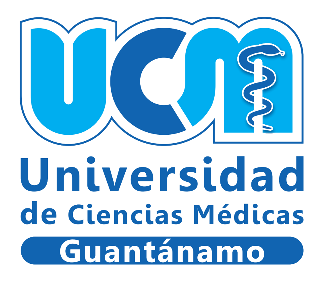 UCM
Universidad
de Ciencias Médicas
Guantánamo